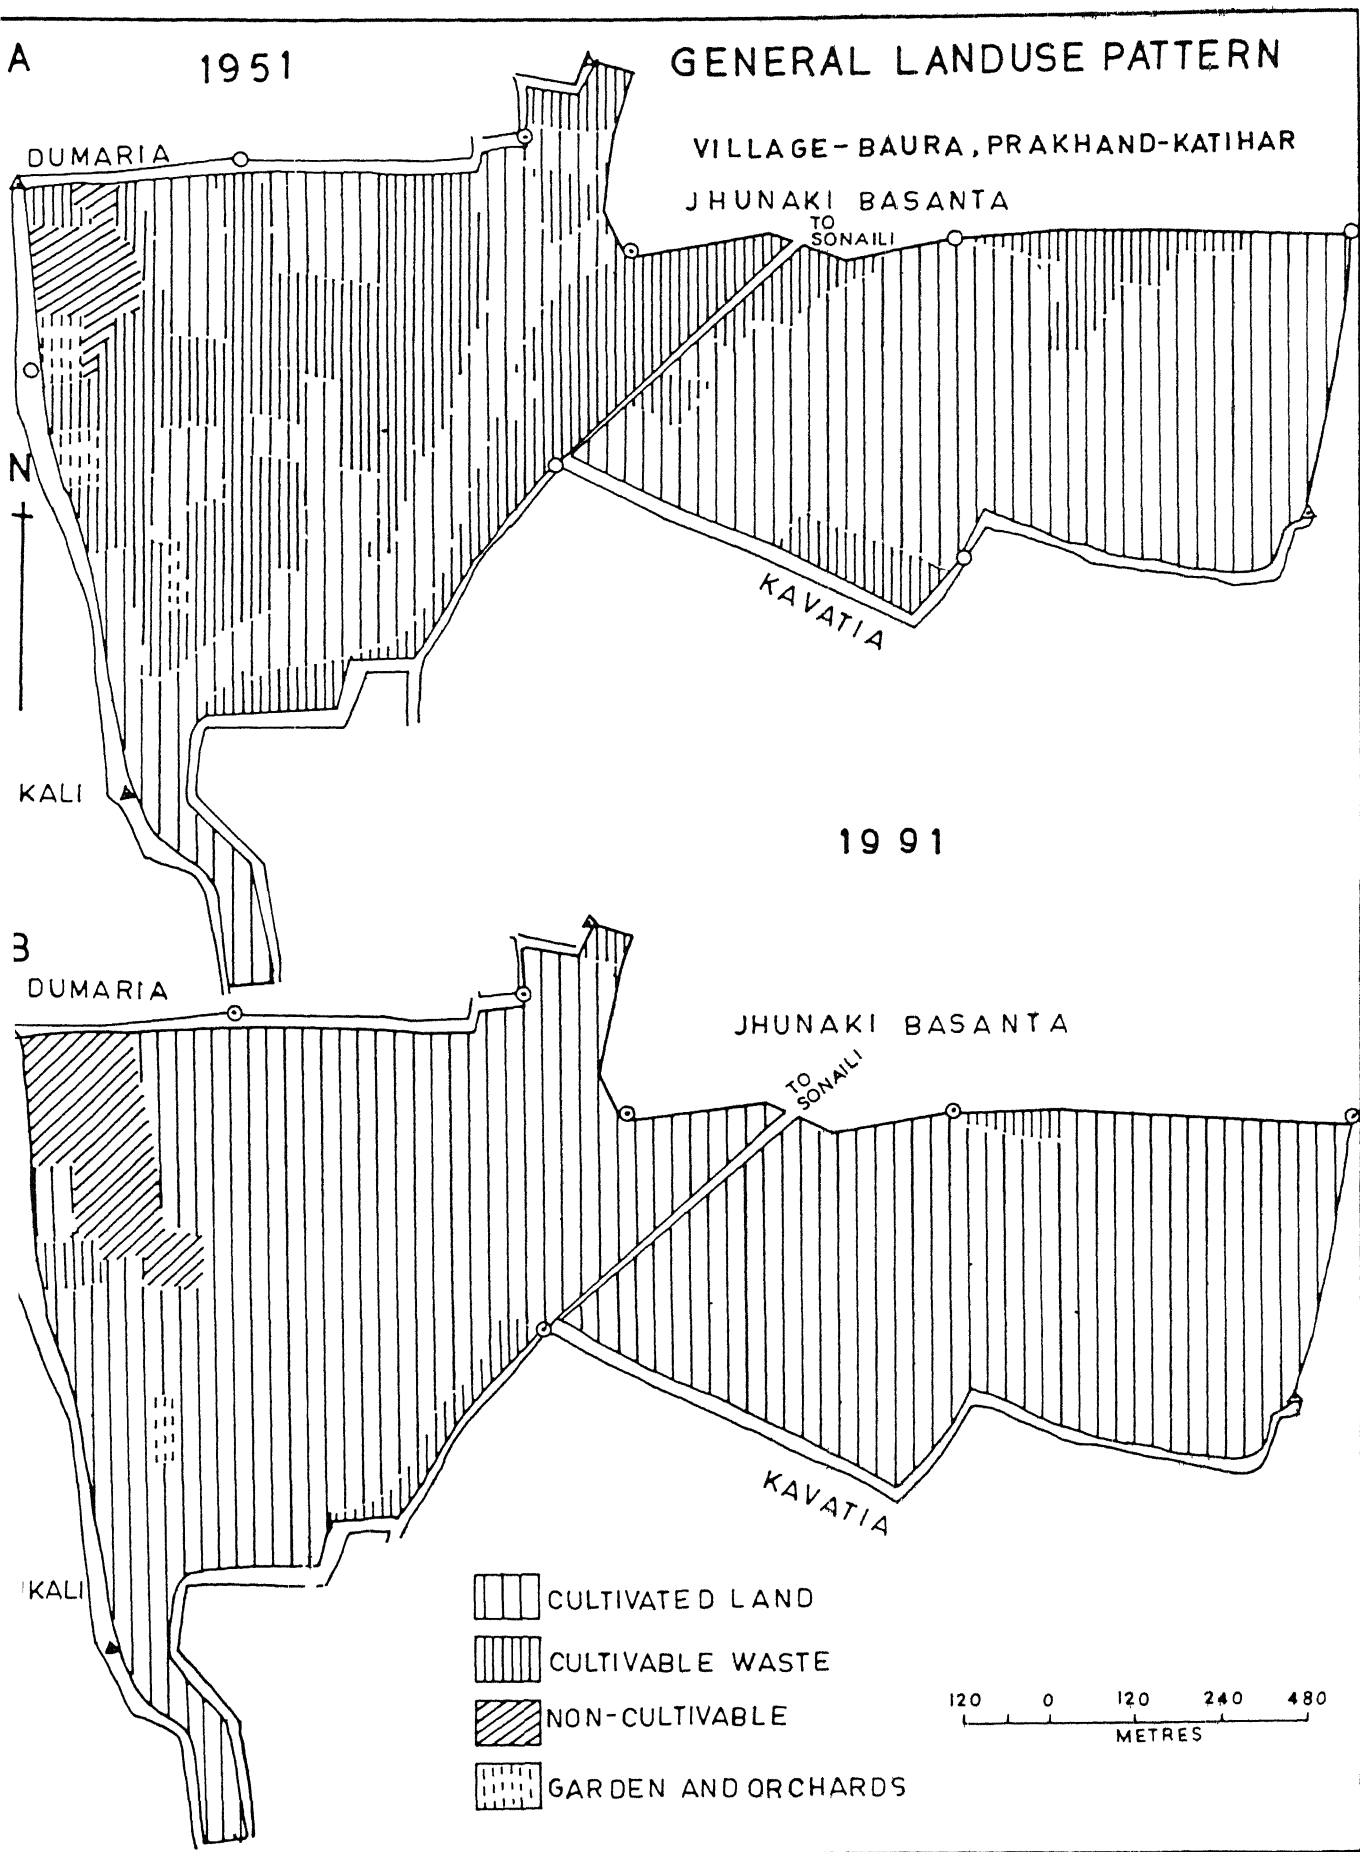 A
1951
GENERAL LANDUSE PATTERN
VILLAGE-BAURA, PRAKHAND-KATIHAR
DUMARIA
JHUNAKI BASANTA
TO
SONAILI
N
KAVATIA
KALI
1991
B
DUMARIA
JHUNAKI BASANTA
TO
SONAILI
KAVATIA
KALI
CULTIVATED LAND
CULTIVABLE WASTE
NON-CULTIVABLE
GARDEN AND ORCHARDS
120 0 120 240 480
METRES